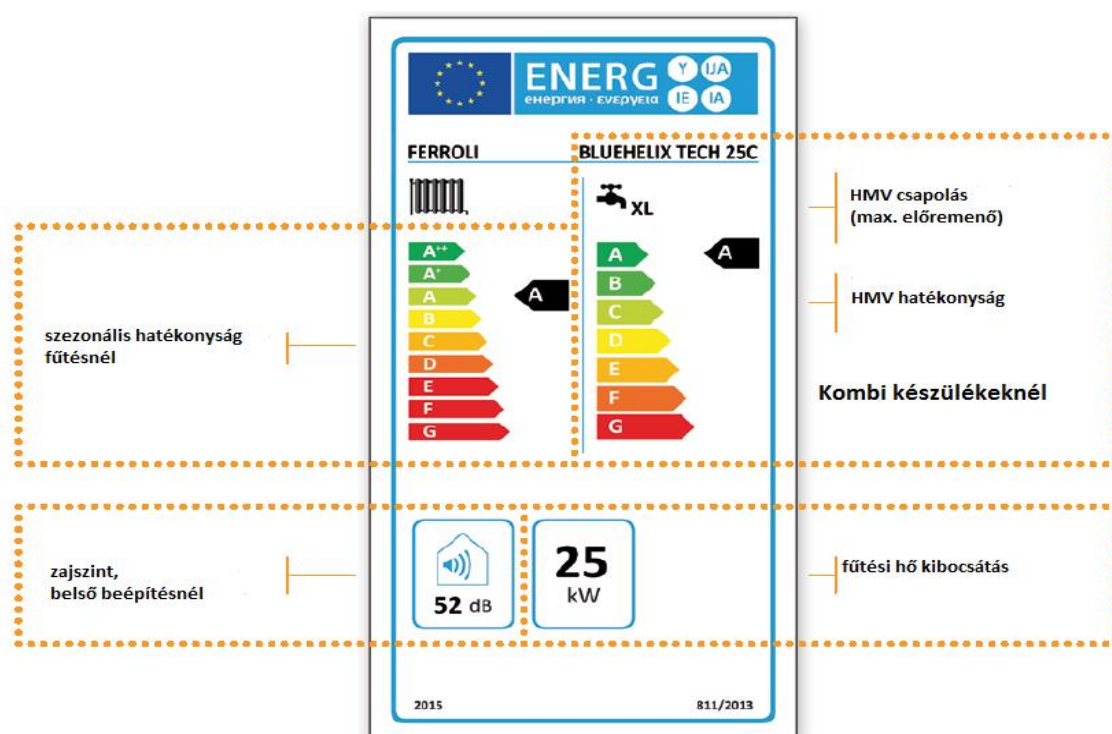 ENERG Y IJA
енергия · ενεργεια IE IA
FERROLI BLUEHELIX TECH 25C
XL
HMV csapolás
(max. előremenő)
A++
A+
A
B
C
D
E
F
G
A
A
B
C
D
E
F
G
A
HMV hatékonyság
szezonális hatékonyság
fűtésnél
Kombi készülékeknél
zajszint,
belső beépítésnél
52 dB
25
kW
fűtési hő kibocsátás
2015 811/2013